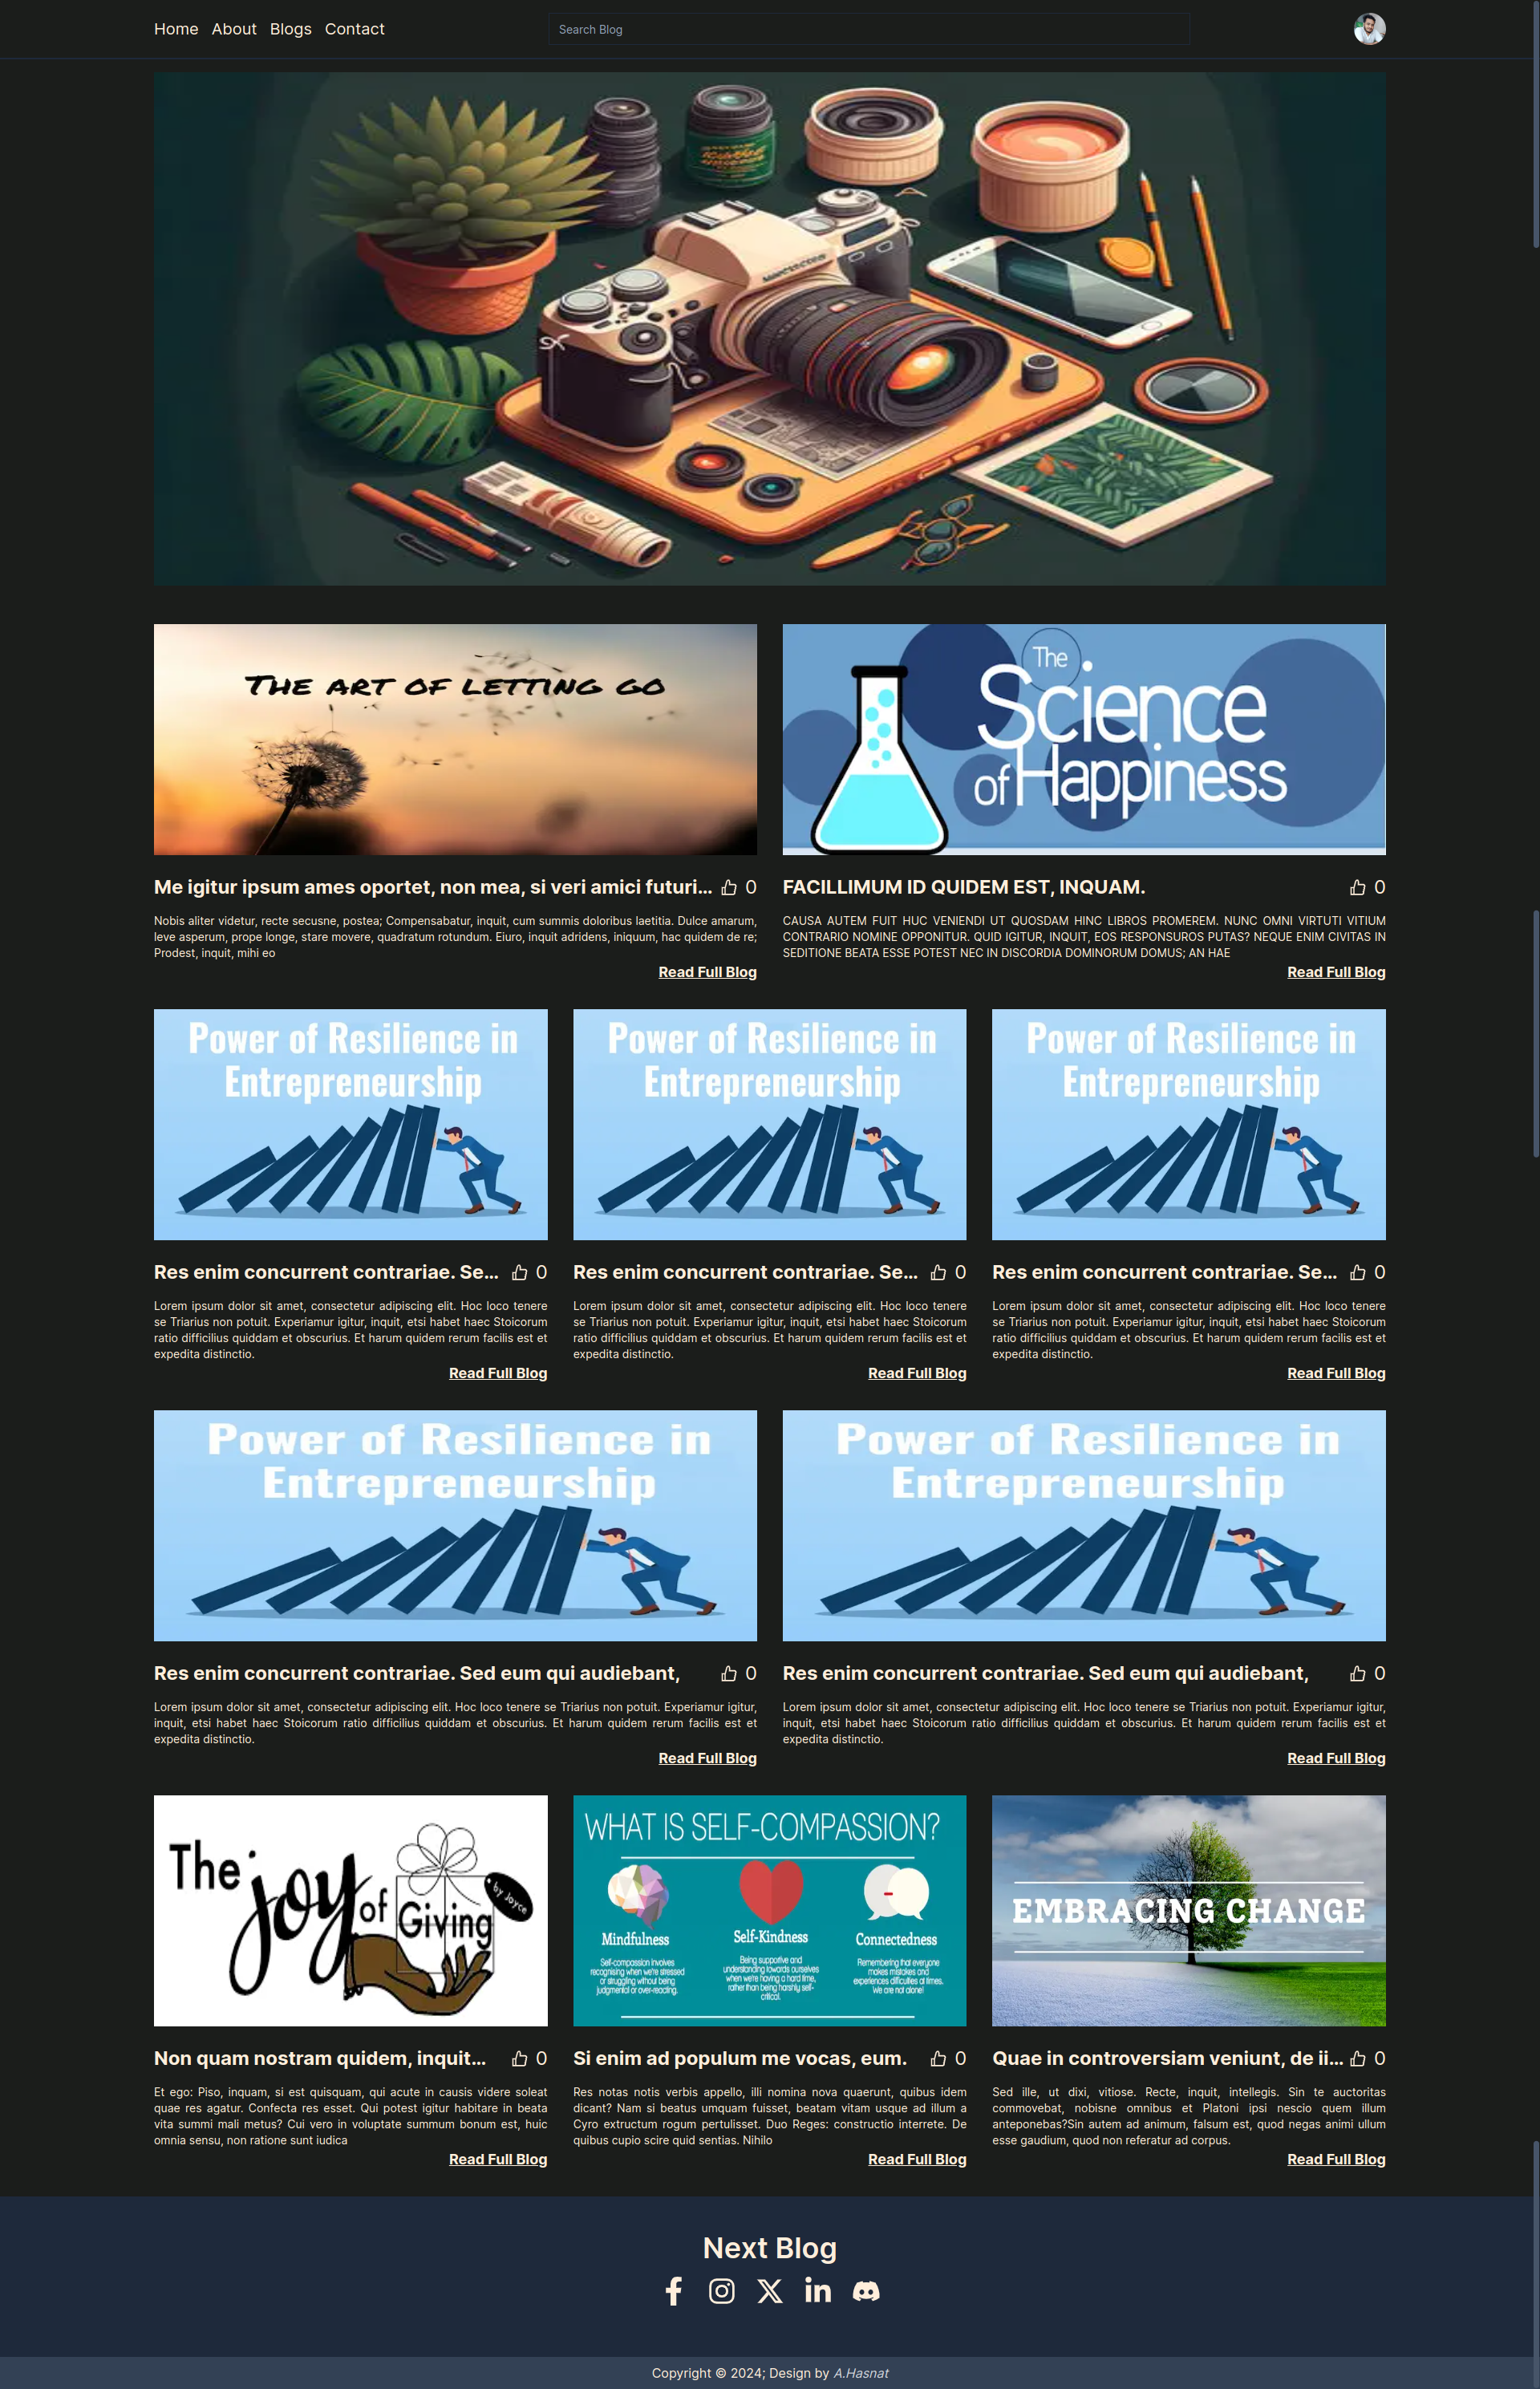 Home About Blogs Contact
Search Blog
THE ART OF LETTING GO
The
Science
of Happiness
Me igitur ipsum ames oportet, non mea, si veri amici futuri... 0
Nobis aliter videtur, recte secusne, postea; Compensabatur, inquit, cum summis doloribus laetitia. Dulce amarum,
leve asperum, prope longe, stare movere, quadratum rotundum. Eiuro, inquit adridens, iniquum, hac quidem de re;
Prodest, inquit, mihi eo
Read Full Blog
FACILLIMUM ID QUIDEM EST, INQUAM. 0
CAUSA AUTEM FUIT HUC VENIENDI UT QUOSDAM HINC LIBROS PROMEREM. NUNC OMNI VIRTUTI VITIUM
CONTRARIO NOMINE OPPONITUR. QUID IGITUR, INQUIT, EOS RESPONSUROS PUTAS? NEQUE ENIM CIVITAS IN
SEDITIONE BEATA ESSE POTEST NEC IN DISCORDIA DOMINORUM DOMUS; AN HAE
Read Full Blog
Power of Resilience in
Entrepreneurship
Res enim concurrent contrariae. Se... 0
Lorem ipsum dolor sit amet, consectetur adipiscing elit. Hoc loco tenere
se Triarius non potuit. Experiamur igitur, inquit, etsi habet haec Stoicorum
ratio difficilius quiddam et obscurius. Et harum quidem rerum facilis est et
expedita distinctio.
Read Full Blog
Power of Resilience in
Entrepreneurship
Res enim concurrent contrariae. Se... 0
Lorem ipsum dolor sit amet, consectetur adipiscing elit. Hoc loco tenere
se Triarius non potuit. Experiamur igitur, inquit, etsi habet haec Stoicorum
ratio difficilius quiddam et obscurius. Et harum quidem rerum facilis est et
expedita distinctio.
Read Full Blog
Power of Resilience in
Entrepreneurship
Res enim concurrent contrariae. Se... 0
Lorem ipsum dolor sit amet, consectetur adipiscing elit. Hoc loco tenere
se Triarius non potuit. Experiamur igitur, inquit, etsi habet haec Stoicorum
ratio difficilius quiddam et obscurius. Et harum quidem rerum facilis est et
expedita distinctio.
Read Full Blog
Power of Resilience in
Entrepreneurship
Res enim concurrent contrariae. Sed eum qui audiebant, 0
Lorem ipsum dolor sit amet, consectetur adipiscing elit. Hoc loco tenere se Triarius non potuit. Experiamur igitur,
inquit, etsi habet haec Stoicorum ratio difficilius quiddam et obscurius. Et harum quidem rerum facilis est et
expedita distinctio.
Read Full Blog
Power of Resilience in
Entrepreneurship
Res enim concurrent contrariae. Sed eum qui audiebant, 0
Lorem ipsum dolor sit amet, consectetur adipiscing elit. Hoc loco tenere se Triarius non potuit. Experiamur igitur,
inquit, etsi habet haec Stoicorum ratio difficilius quiddam et obscurius. Et harum quidem rerum facilis est et
expedita distinctio.
Read Full Blog
The joy of Giving
by Joyce
Non quam nostram quidem, inquit... 0
Et ego: Piso, inquam, si est quisquam, qui acute in causis videre soleat
quae res agatur. Confecta res esset. Qui potest igitur habitare in beata
vita summi mali metus? Cui vero in voluptate summum bonum est, huic
omnia sensu, non ratione sunt iudica
Read Full Blog
WHAT IS SELF-COMPASSION?
Mindfulness
Self-compassion involves
recognising when we're stressed
or struggling without being
judgmental or over-reacting.
Self-Kindness
Being supportive and
understanding towards ourselves
when we're having a hard time,
rather than being harshly self-
critical.
Connectedness
Remembering that everyone
makes mistakes and
experiences difficulties at times.
We are not alone!
Si enim ad populum me vocas, eum. 0
Res notas notis verbis appello, illi nomina nova quaerunt, quibus idem
dicant? Nam si beatus umquam fuisset, beatam vitam usque ad illum a
Cyro extructum rogum pertulisset. Duo Reges: constructio interrete. De
quibus cupio scire quid sentias. Nihilo
Read Full Blog
EMBRACING CHANGE
Quae in controversiam veniunt, de ii... 0
Sed ille, ut dixi, vitiose. Recte, inquit, intellegis. Sin te auctoritas
commovebat, nobisne omnibus et Platoni ipsi nescio quem illum
anteponebas?Sin autem ad animum, falsum est, quod negas animi ullum
esse gaudium, quod non referatur ad corpus.
Read Full Blog
Next Blog
Copyright © 2024; Design by A.Hasnat